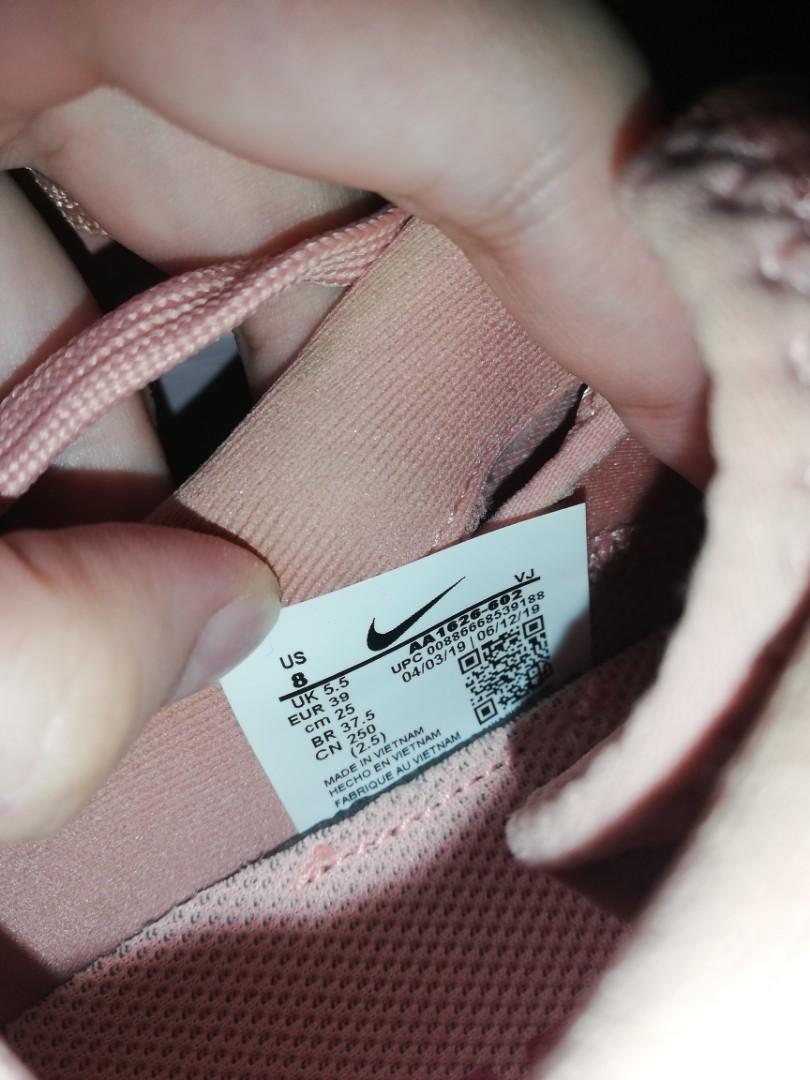 VJ
AA1626-602
UPC 00886668539188
04/03/19 | 06/12/19
US
8
UK 5.5
EUR 39
cm 25
BR 37.5
CN 250
(2.5)
MADE IN VIETNAM
HECHO EN VIETNAM
FABRIQUE AU VIETNAM